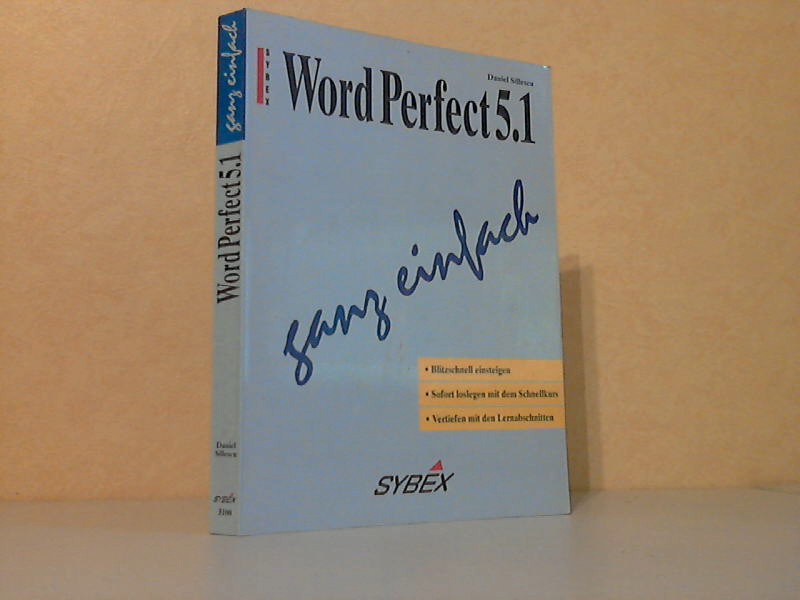 ganz einfach
Word Perfect 5.1
Daniel
Sillescu
SYBEX
SYBEX
Daniel Sillescu
Word Perfect 5.1
ganz einfach
• Blitzschnell einsteigen
• Sofort loslegen mit dem Schnellkurs
• Vertiefen mit den Lernabschnitten
SYBEX